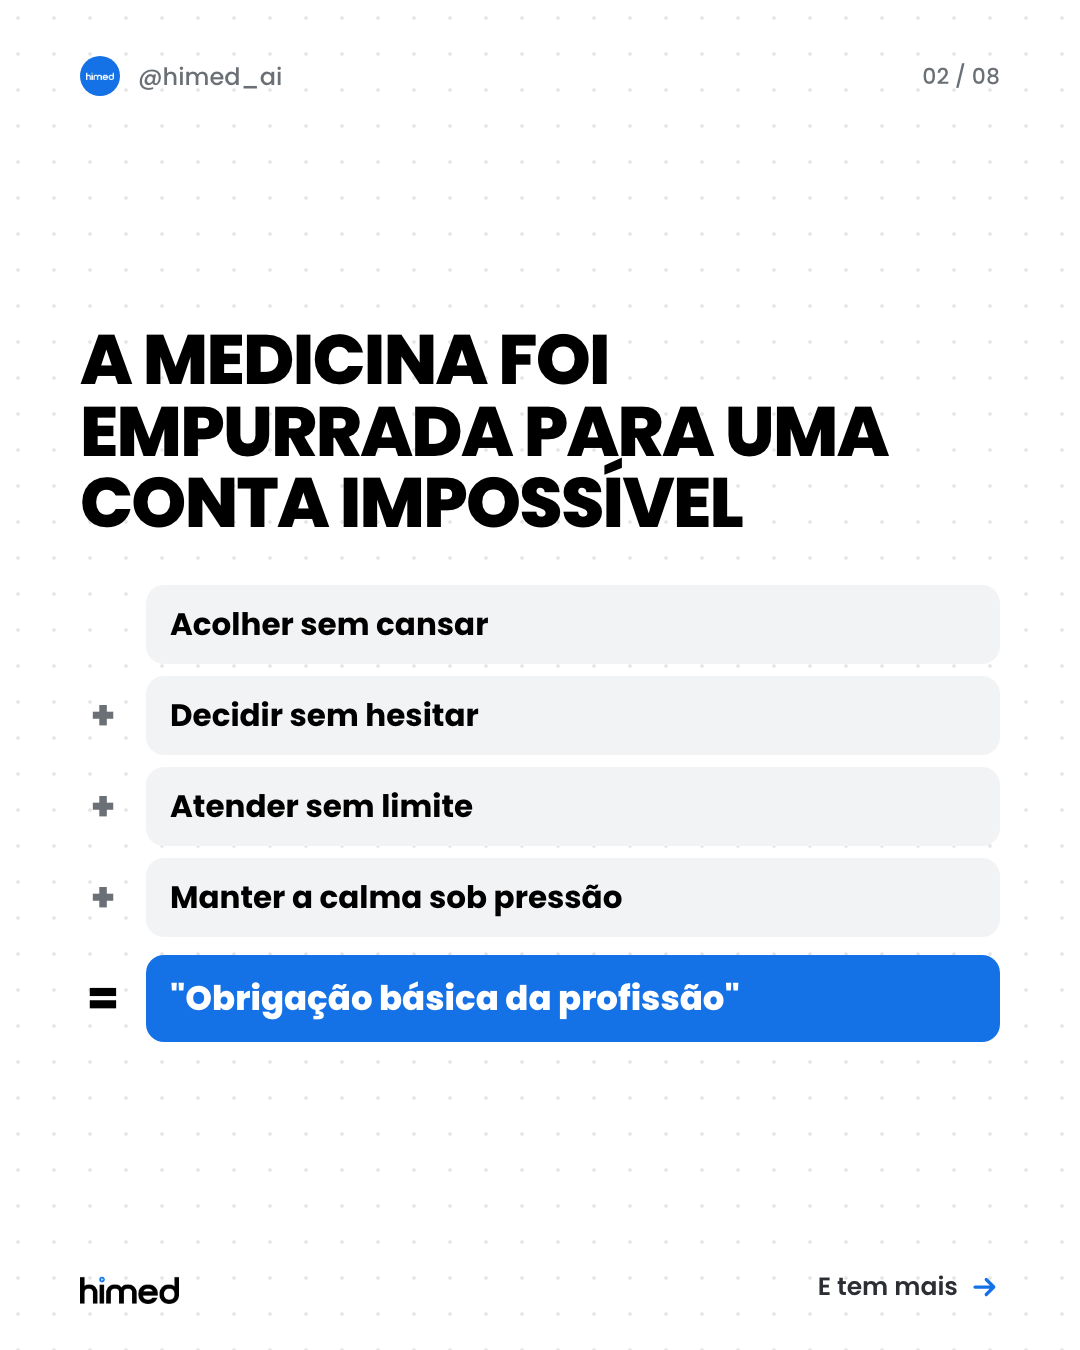 himed
@himed_ai
02 / 08
A MEDICINA FOI
EMPURRADA PARA UMA
CONTA IMPOSSÍVEL
Acolher sem cansar
+ Decidir sem hesitar
+ Atender sem limite
+ Manter a calma sob pressão
= "Obrigação básica da profissão"
himed
E tem mais →